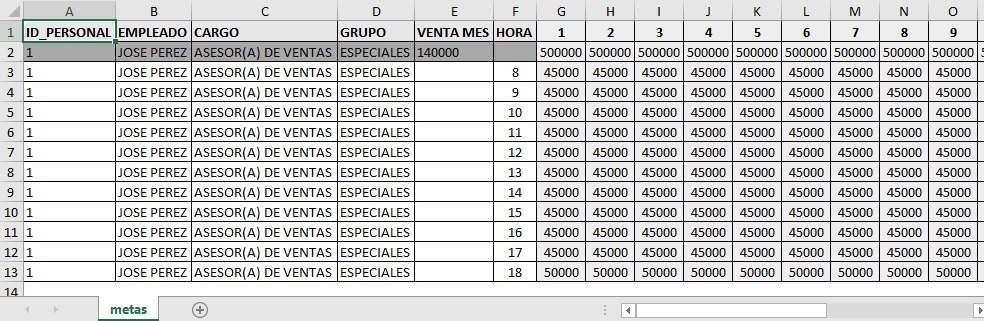 A B C D E F G H I J K L M N O
1 ID_PERSONAL EMPLEADO CARGO GRUPO VENTA MES HORA 1 2 3 4 5 6 7 8 9
2 1 JOSE PEREZ ASESOR(A) DE VENTAS ESPECIALES 140000 500000 500000 500000 500000 500000 500000 500000 500000 500000
3 1 JOSE PEREZ ASESOR(A) DE VENTAS ESPECIALES 8 45000 45000 45000 45000 45000 45000 45000 45000 45000
4 1 JOSE PEREZ ASESOR(A) DE VENTAS ESPECIALES 9 45000 45000 45000 45000 45000 45000 45000 45000 45000
5 1 JOSE PEREZ ASESOR(A) DE VENTAS ESPECIALES 10 45000 45000 45000 45000 45000 45000 45000 45000 45000
6 1 JOSE PEREZ ASESOR(A) DE VENTAS ESPECIALES 11 45000 45000 45000 45000 45000 45000 45000 45000 45000
7 1 JOSE PEREZ ASESOR(A) DE VENTAS ESPECIALES 12 45000 45000 45000 45000 45000 45000 45000 45000 45000
8 1 JOSE PEREZ ASESOR(A) DE VENTAS ESPECIALES 13 45000 45000 45000 45000 45000 45000 45000 45000 45000
9 1 JOSE PEREZ ASESOR(A) DE VENTAS ESPECIALES 14 45000 45000 45000 45000 45000 45000 45000 45000 45000
10 1 JOSE PEREZ ASESOR(A) DE VENTAS ESPECIALES 15 45000 45000 45000 45000 45000 45000 45000 45000 45000
11 1 JOSE PEREZ ASESOR(A) DE VENTAS ESPECIALES 16 45000 45000 45000 45000 45000 45000 45000 45000 45000
12 1 JOSE PEREZ ASESOR(A) DE VENTAS ESPECIALES 17 45000 45000 45000 45000 45000 45000 45000 45000 45000
13 1 JOSE PEREZ ASESOR(A) DE VENTAS ESPECIALES 18 50000 50000 50000 50000 50000 50000 50000 50000 50000
14
metas